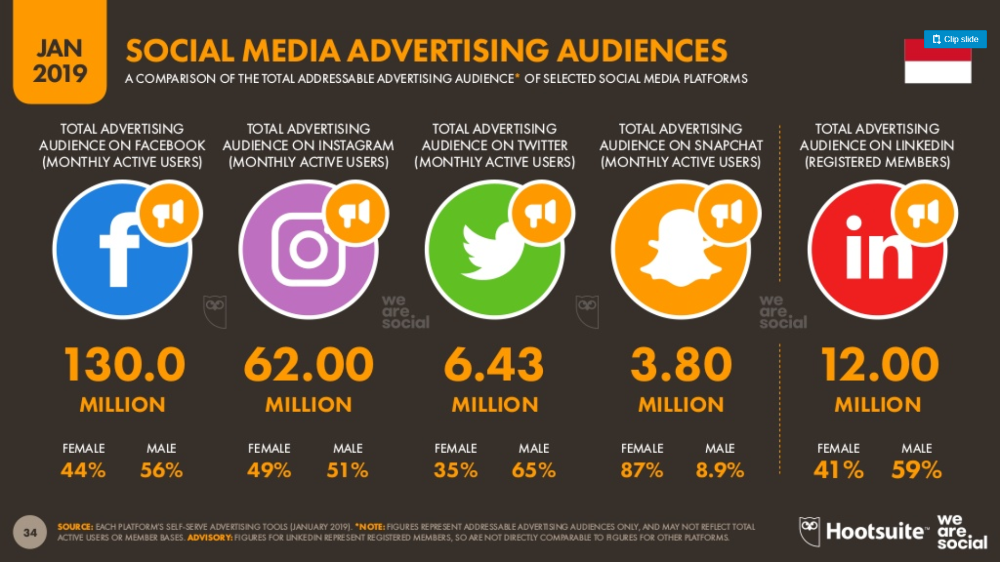 JAN
2019
SOCIAL MEDIA ADVERTISING AUDIENCES
A COMPARISON OF THE TOTAL ADDRESSABLE ADVERTISING AUDIENCE* OF SELECTED SOCIAL MEDIA PLATFORMS
Clip slide
TOTAL ADVERTISING
AUDIENCE ON FACEBOOK
(MONTHLY ACTIVE USERS)
130.0
MILLION
FEMALE MALE
44% 56%
TOTAL ADVERTISING
AUDIENCE ON INSTAGRAM
(MONTHLY ACTIVE USERS)
62.00
MILLION
FEMALE MALE
49% 51%
TOTAL ADVERTISING
AUDIENCE ON TWITTER
(MONTHLY ACTIVE USERS)
6.43
MILLION
FEMALE MALE
35% 65%
TOTAL ADVERTISING
AUDIENCE ON SNAPCHAT
(MONTHLY ACTIVE USERS)
3.80
MILLION
FEMALE MALE
87% 8.9%
TOTAL ADVERTISING
AUDIENCE ON LINKEDIN
(REGISTERED MEMBERS)
in
12.00
MILLION
FEMALE MALE
41% 59%
we
are.
social
we
are.
social
34
SOURCE: EACH PLATFORM'S SELF-SERVE ADVERTISING TOOLS (JANUARY 2019). *NOTE: FIGURES REPRESENT ADDRESSABLE ADVERTISING AUDIENCES ONLY, AND MAY NOT REFLECT TOTAL
ACTIVE USERS OR MEMBER BASES. ADVISORY: FIGURES FOR LINKEDIN REPRESENT REGISTERED MEMBERS, SO ARE NOT DIRECTLY COMPARABLE TO FIGURES FOR OTHER PLATFORMS.
Hootsuite™
we
are.
social